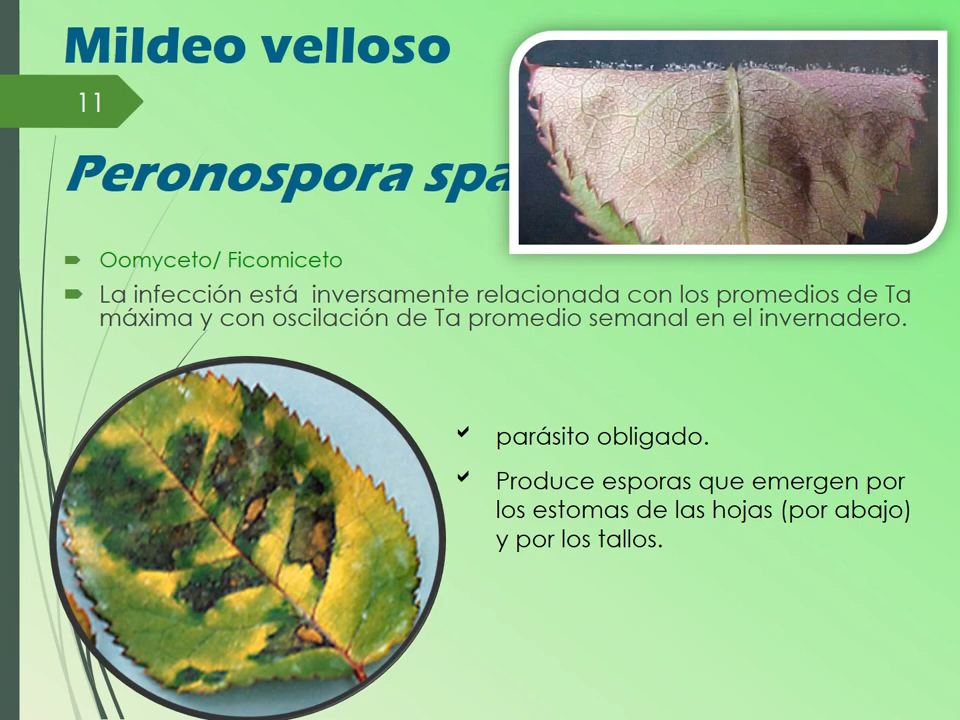 Mildeo velloso
11
Peronospora spa
Oomyceto/ Ficomiceto
La infección está inversamente relacionada con los promedios de Ta
máxima y con oscilación de Ta promedio semanal en el invernadero.
parásito obligado.
Produce esporas que emergen por
los estomas de las hojas (por abajo)
y por los tallos.